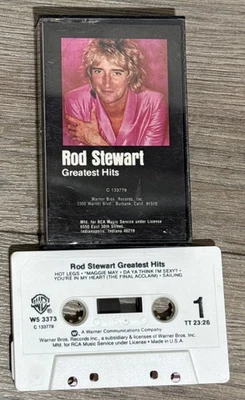 Rod Stewart
Greatest Hits
C 133779
Warner Bros. Records, Inc.
3300 Warner Blvd., Burbank, Calif. 91510
Mfd. for RCA Music Service under License
6550 East 30th Street,
Indianapolis, Indiana 46219
Rod Stewart Greatest Hits
HOT LEGS • *MAGGIE MAY • DA YA THINK I'M SEXY? •
YOU'RE IN MY HEART (THE FINAL ACCLAIM) • SAILING
WS 3373
C 133779
1
TT 23:26
A Warner Communications Company
Warner Bros. Records Inc., a subsidiary & licensee of Warner Bros. Inc.
Mfd. for RCA Music Service under License • Made in U.S.A.